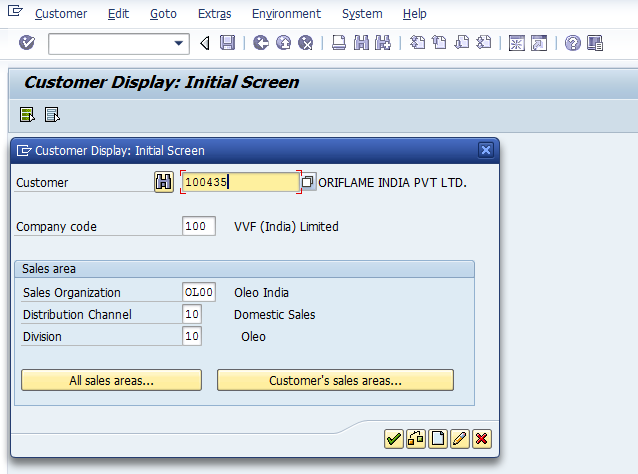 Customer Edit Goto Extras Environment System Help
Customer Display: Initial Screen
Customer Display: Initial Screen
Customer 100435 ORIFLAME INDIA PVT LTD.
Company code 100 VVF (India) Limited
Sales area
Sales Organization OL00 Oleo India
Distribution Channel 10 Domestic Sales
Division 10 Oleo
All sales areas... Customer's sales areas...